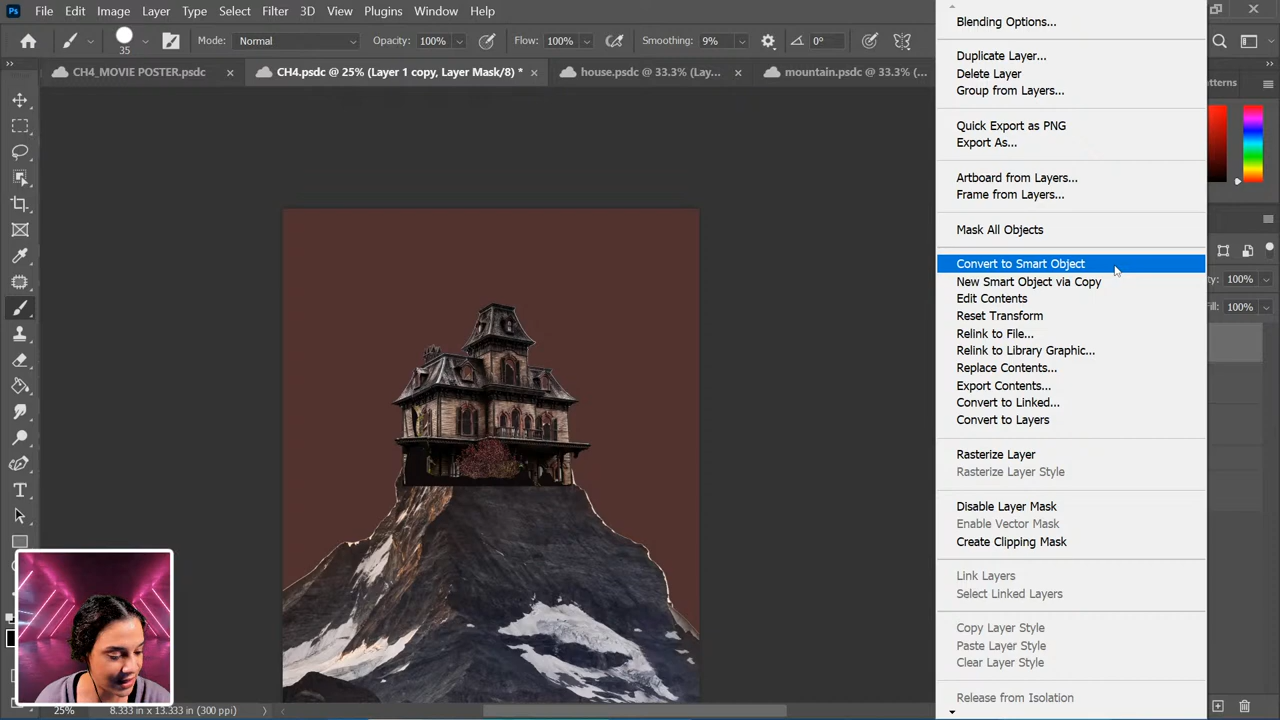 Ps File Edit Image Layer Type Select Filter 3D View Plugins Window Help
35 Mode: Normal Opacity: 100% Flow: 100% Smoothing: 9% 0°
CH4_MOVIE POSTER.psdc × CH4.psdc @ 25% (Layer 1 copy, Layer Mask/8) * × house.psdc @ 33.3% (Lay... × mountain.psdc @ 33.3% (...
Blending Options...
Duplicate Layer...
Delete Layer
Group from Layers...
Quick Export as PNG
Export As...
Artboard from Layers...
Frame from Layers...
Mask All Objects
Convert to Smart Object
New Smart Object via Copy
Edit Contents
Reset Transform
Relink to File...
Relink to Library Graphic...
Replace Contents...
Export Contents...
Convert to Linked...
Convert to Layers
Rasterize Layer
Rasterize Layer Style
Disable Layer Mask
Enable Vector Mask
Create Clipping Mask
Link Layers
Select Linked Layers
Copy Layer Style
Paste Layer Style
Clear Layer Style
Release from Isolation
atterns
100%
ill: 100%
25% 8.333 in x 13.333 in (300 ppi)